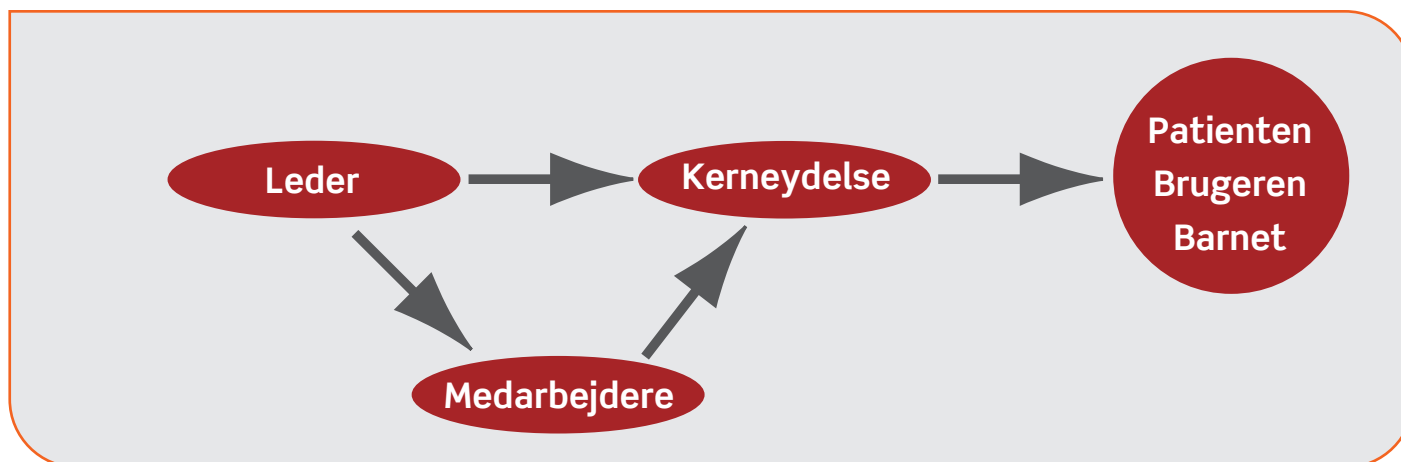 Leder
Kerneydelse
Patienten
Brugeren
Barnet
Medarbejdere